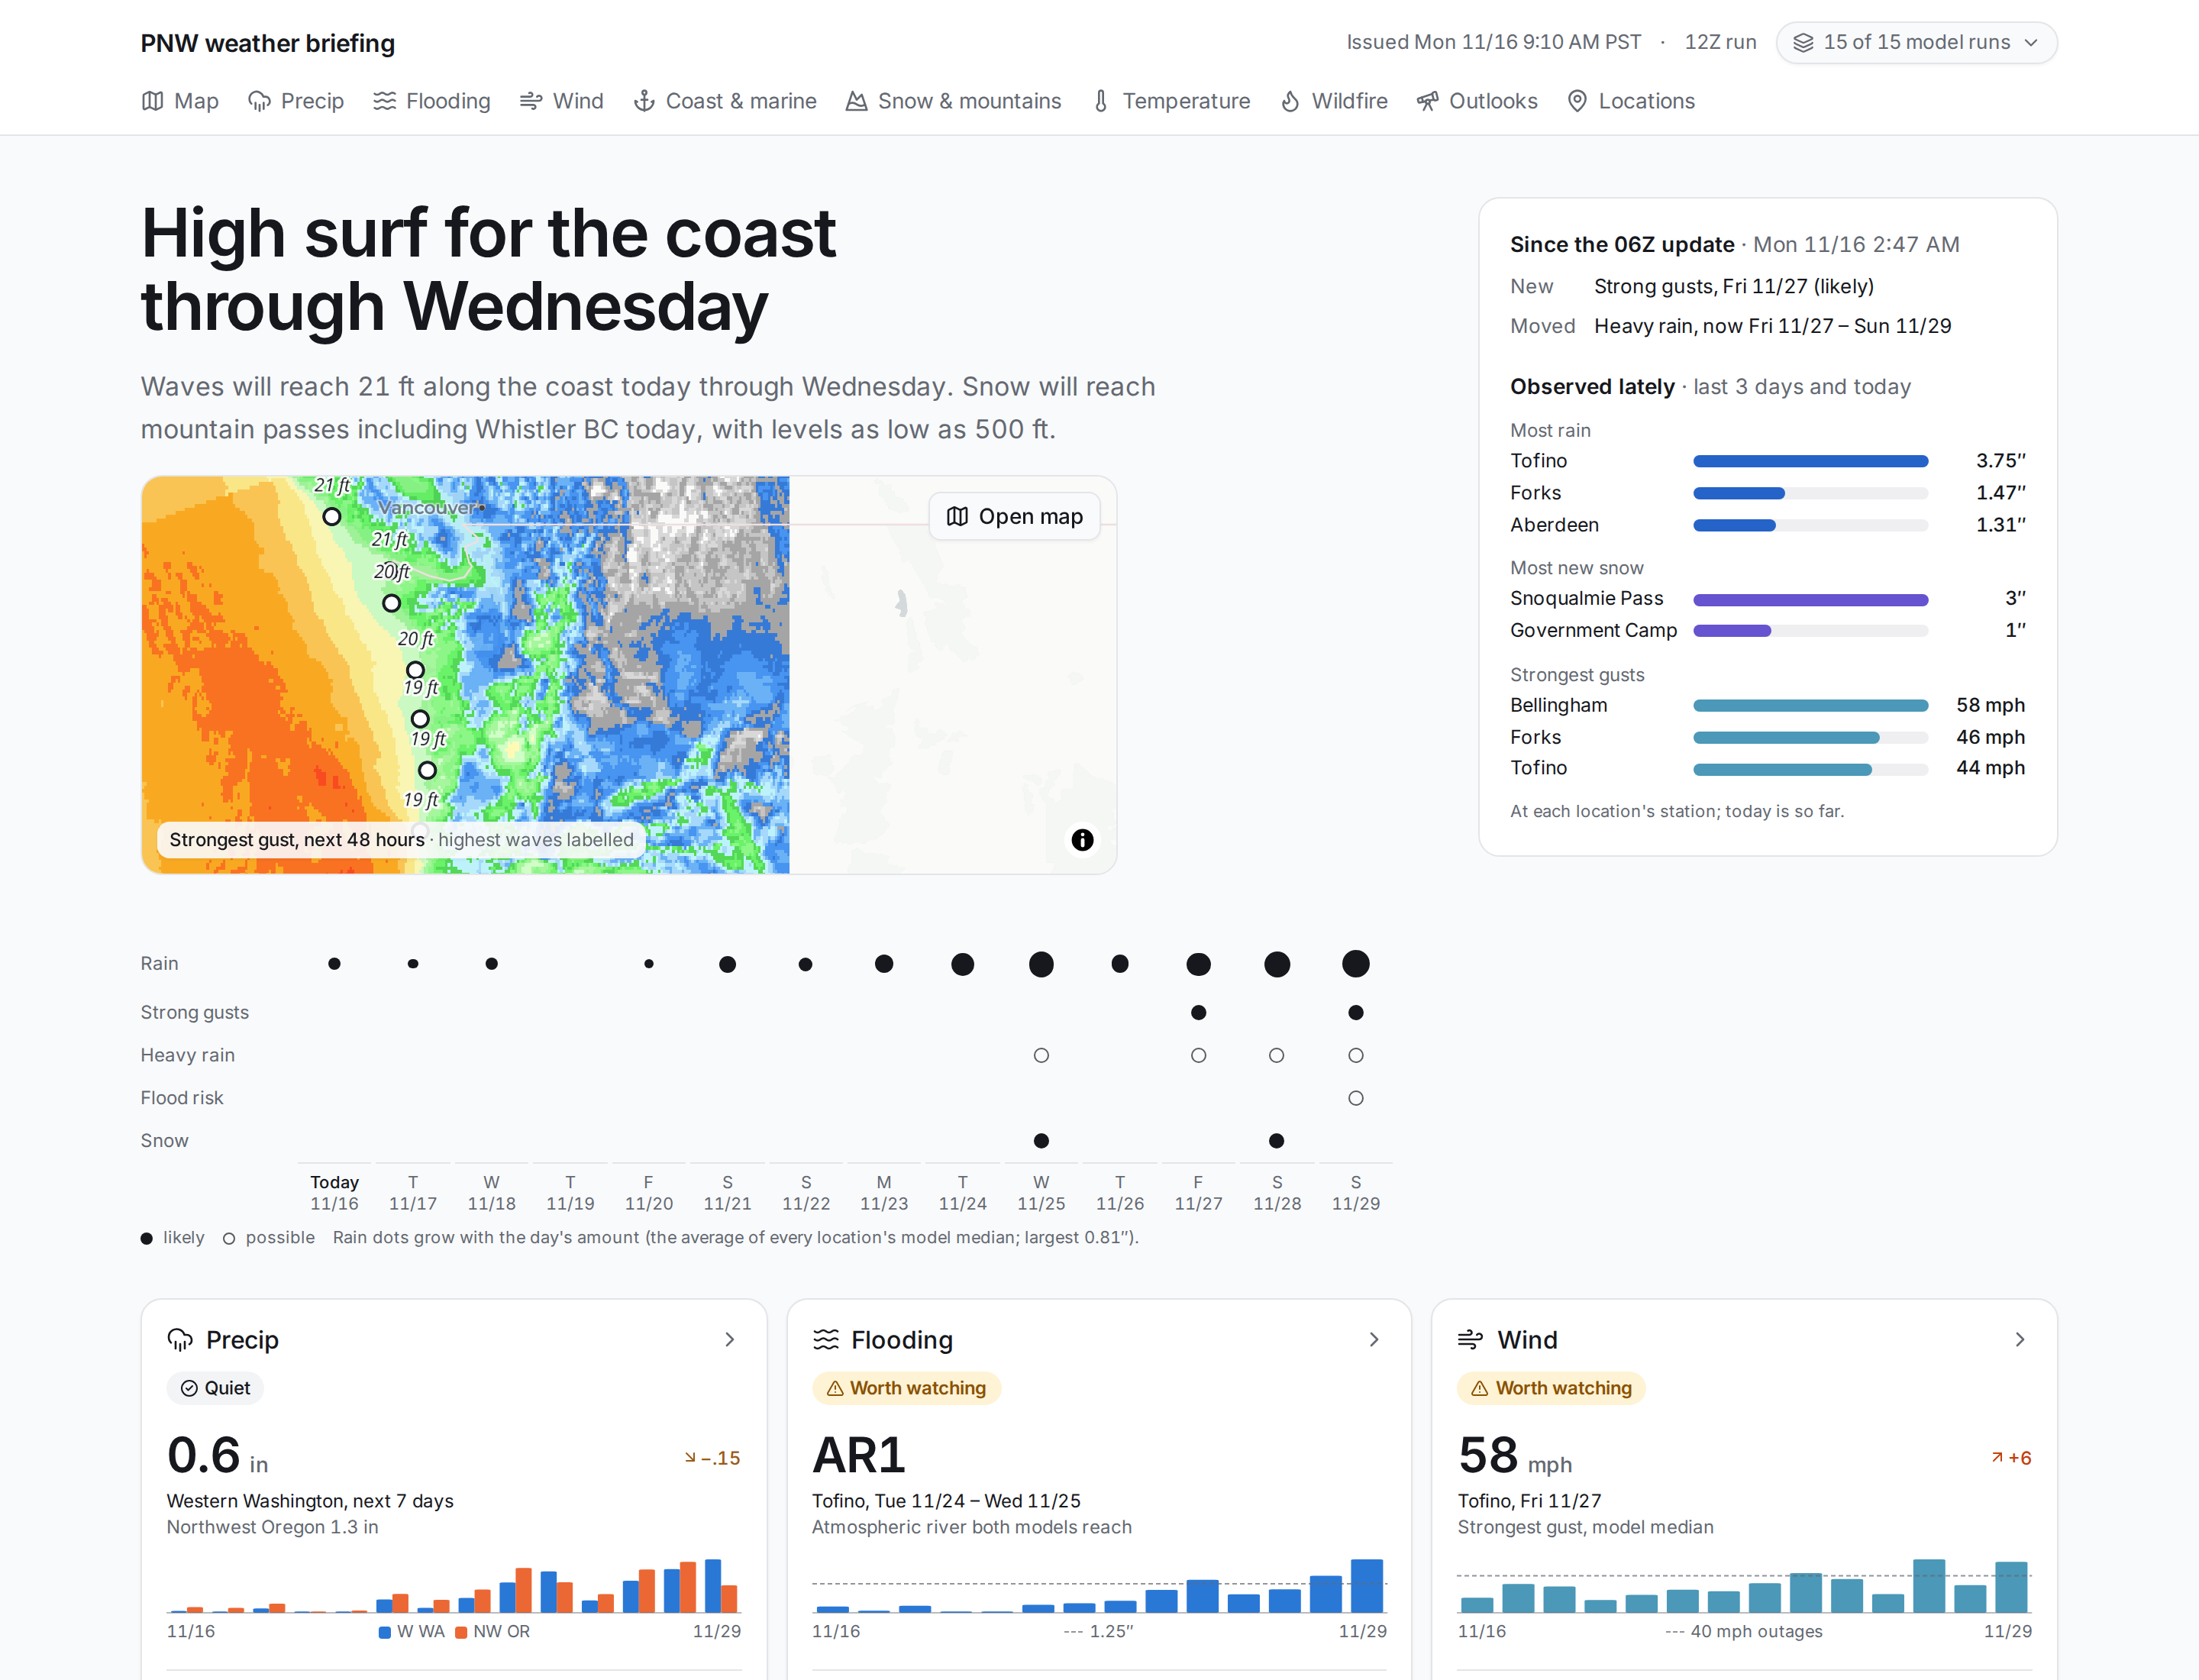 PNW weather briefing
Issued Mon 11/16 9:10 AM PST · 12Z run
15 of 15 model runs
Map Precip Flooding Wind Coast & marine Snow & mountains Temperature Wildfire Outlooks Locations
High surf for the coast
through Wednesday
Waves will reach 21 ft along the coast today through Wednesday. Snow will reach
mountain passes including Whistler BC today, with levels as low as 500 ft.
21 ft
Vancouver
21 ft
20 ft
20 ft
19 ft
19 ft
19 ft
Open map
Strongest gust, next 48 hours · highest waves labelled
Since the 06Z update · Mon 11/16 2:47 AM
New Strong gusts, Fri 11/27 (likely)
Moved Heavy rain, now Fri 11/27 – Sun 11/29
Observed lately · last 3 days and today
Most rain
Tofino 3.75″
Forks 1.47″
Aberdeen 1.31″
Most new snow
Snoqualmie Pass 3″
Government Camp 1″
Strongest gusts
Bellingham 58 mph
Forks 46 mph
Tofino 44 mph
At each location's station; today is so far.
Rain
Strong gusts
Heavy rain
Flood risk
Snow
Today T W T F S S M T W T F S S
11/16 11/17 11/18 11/19 11/20 11/21 11/22 11/23 11/24 11/25 11/26 11/27 11/28 11/29
likely possible Rain dots grow with the day's amount (the average of every location's model median; largest 0.81″).
Precip
Quiet
0.6 in
–.15
Western Washington, next 7 days
Northwest Oregon 1.3 in
11/16 W WA NW OR 11/29
Flooding
Worth watching
AR1
Tofino, Tue 11/24 – Wed 11/25
Atmospheric river both models reach
11/16 --- 1.25″ 11/29
Wind
Worth watching
58 mph
+6
Tofino, Fri 11/27
Strongest gust, model median
11/16 --- 40 mph outages 11/29